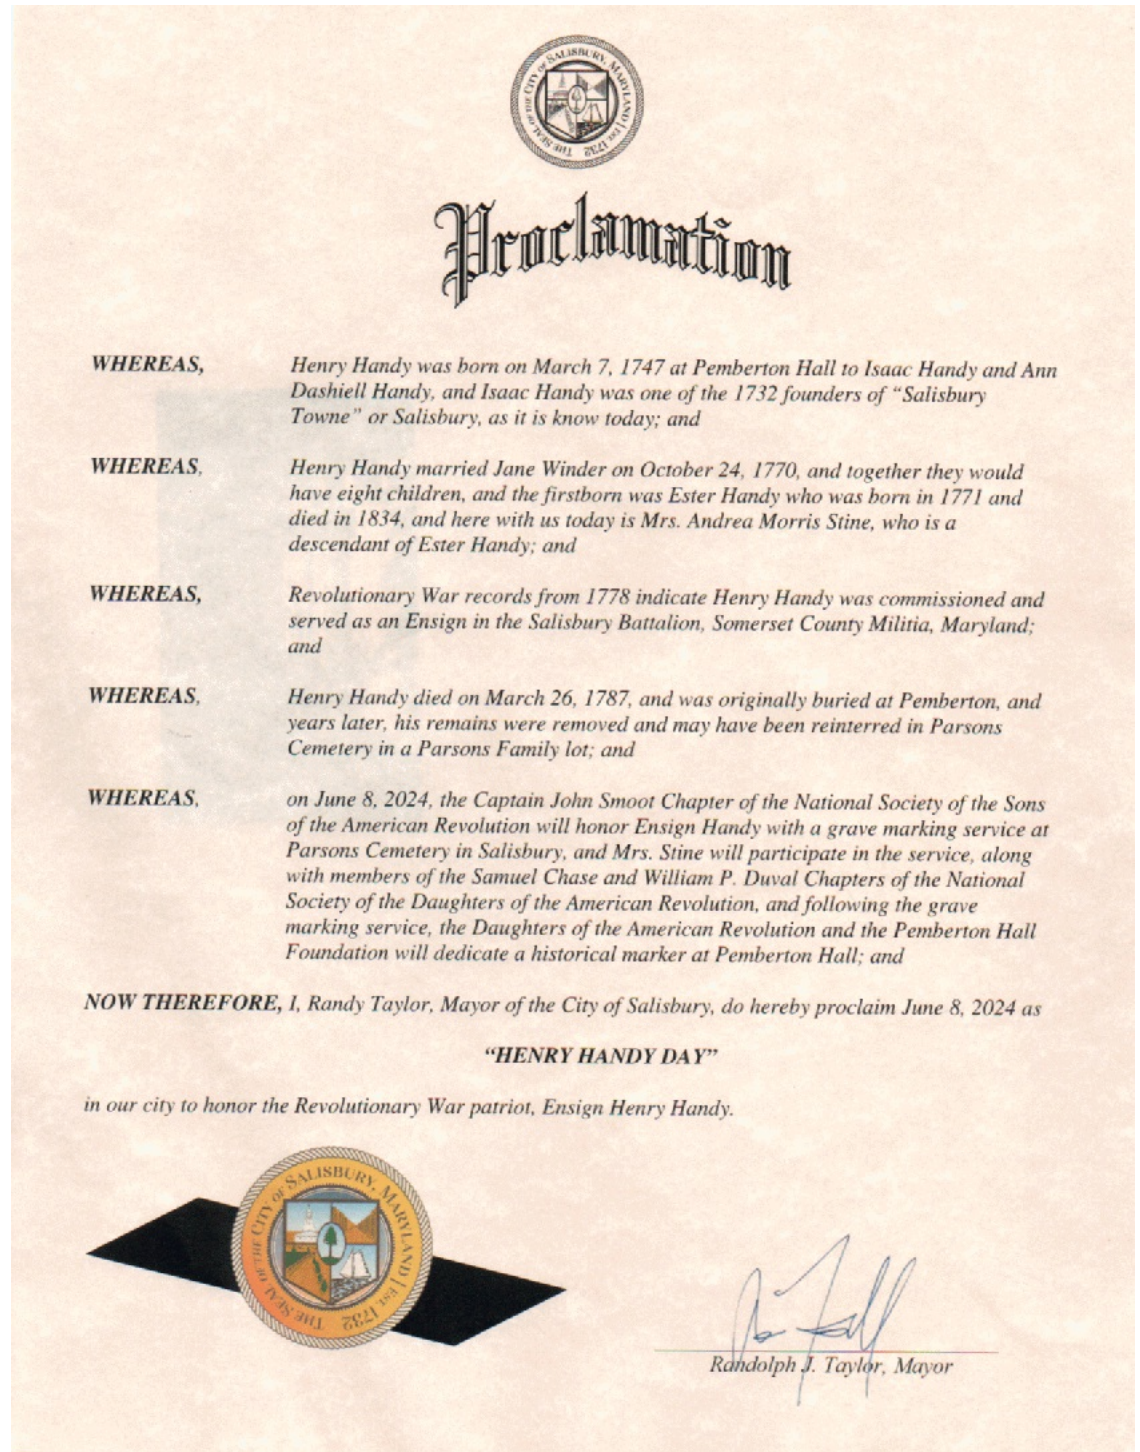 THE SEAL OF THE CITY OF SALISBURY, MARYLAND | EST. 1732
Proclamation
WHEREAS, Henry Handy was born on March 7, 1747 at Pemberton Hall to Isaac Handy and Ann
Dashiell Handy, and Isaac Handy was one of the 1732 founders of “Salisbury
Towne” or Salisbury, as it is know today; and
WHEREAS, Henry Handy married Jane Winder on October 24, 1770, and together they would
have eight children, and the firstborn was Ester Handy who was born in 1771 and
died in 1834, and here with us today is Mrs. Andrea Morris Stine, who is a
descendant of Ester Handy; and
WHEREAS, Revolutionary War records from 1778 indicate Henry Handy was commissioned and
served as an Ensign in the Salisbury Battalion, Somerset County Militia, Maryland;
and
WHEREAS, Henry Handy died on March 26, 1787, and was originally buried at Pemberton, and
years later, his remains were removed and may have been reinterred in Parsons
Cemetery in a Parsons Family lot; and
WHEREAS, on June 8, 2024, the Captain John Smoot Chapter of the National Society of the Sons
of the American Revolution will honor Ensign Handy with a grave marking service at
Parsons Cemetery in Salisbury, and Mrs. Stine will participate in the service, along
with members of the Samuel Chase and William P. Duval Chapters of the National
Society of the Daughters of the American Revolution, and following the grave
marking service, the Daughters of the American Revolution and the Pemberton Hall
Foundation will dedicate a historical marker at Pemberton Hall; and
NOW THEREFORE, I, Randy Taylor, Mayor of the City of Salisbury, do hereby proclaim June 8, 2024 as
“HENRY HANDY DAY”
in our city to honor the Revolutionary War patriot, Ensign Henry Handy.
THE SEAL OF THE CITY OF SALISBURY, MARYLAND | EST. 1732
Randolph J. Taylor, Mayor